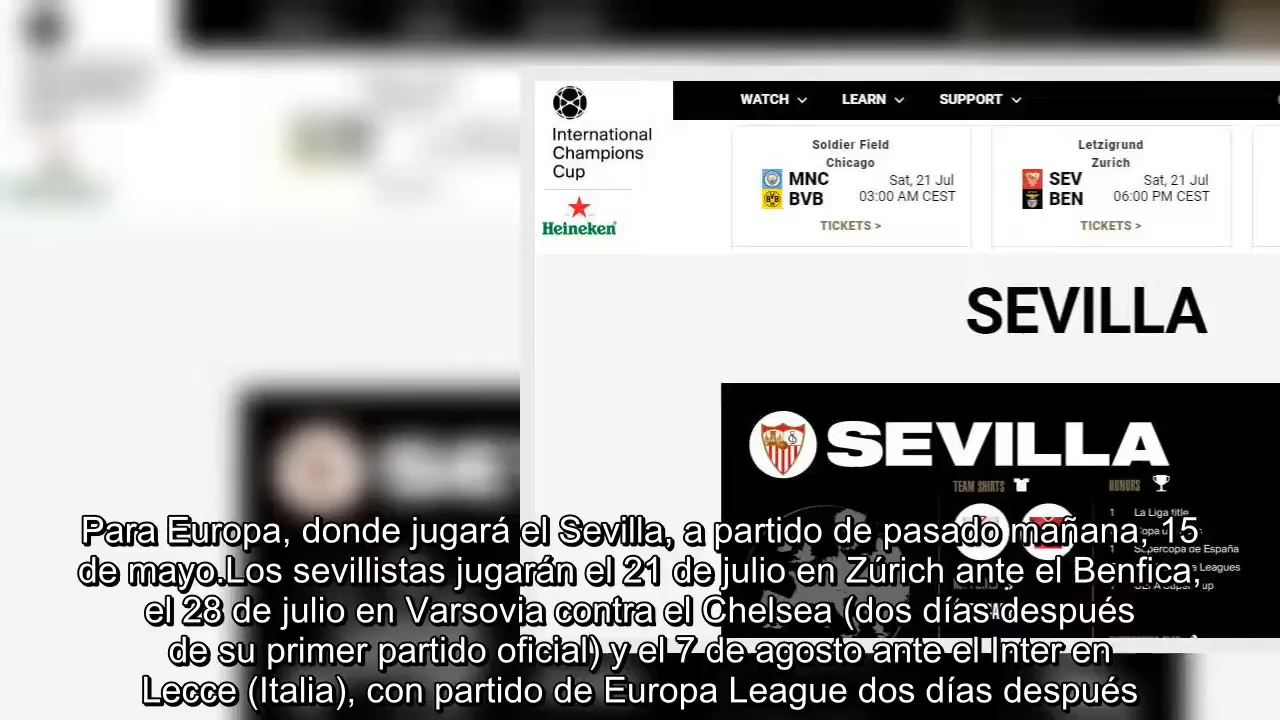 WATCH LEARN SUPPORT
International
Champions
Cup
Heineken
Soldier Field
Chicago
MNC Sat, 21 Jul
BVB 03:00 AM CEST
TICKETS >
Letzigrund
Zurich
SEV Sat, 21 Jul
BEN 06:00 PM CEST
TICKETS >
SEVILLA
SEVILLA
TEAM SHIRTS
HONORS
1 La Liga title
1 Supercopa de España
Para Europa, donde jugará el Sevilla, a partido de pasado mañana, 15
de mayo.Los sevillistas jugarán el 21 de julio en Zúrich ante el Benfica,
el 28 de julio en Varsovia contra el Chelsea (dos días después
de su primer partido oficial) y el 7 de agosto ante el Inter en
Lecce (Italia), con partido de Europa League dos días después